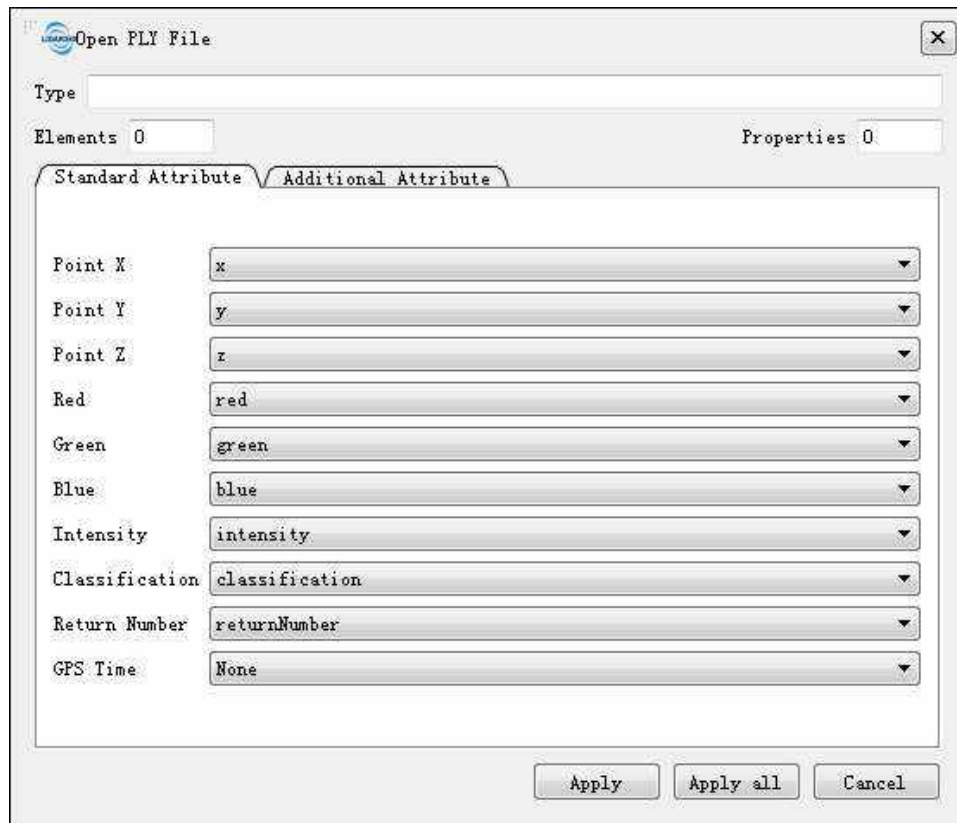 Open PLY File
Type
Elements 0 Properties 0
Standard Attribute Additional Attribute
Point X x
Point Y y
Point Z z
Red red
Green green
Blue blue
Intensity intensity
Classification classification
Return Number returnNumber
GPS Time None
Apply Apply all Cancel